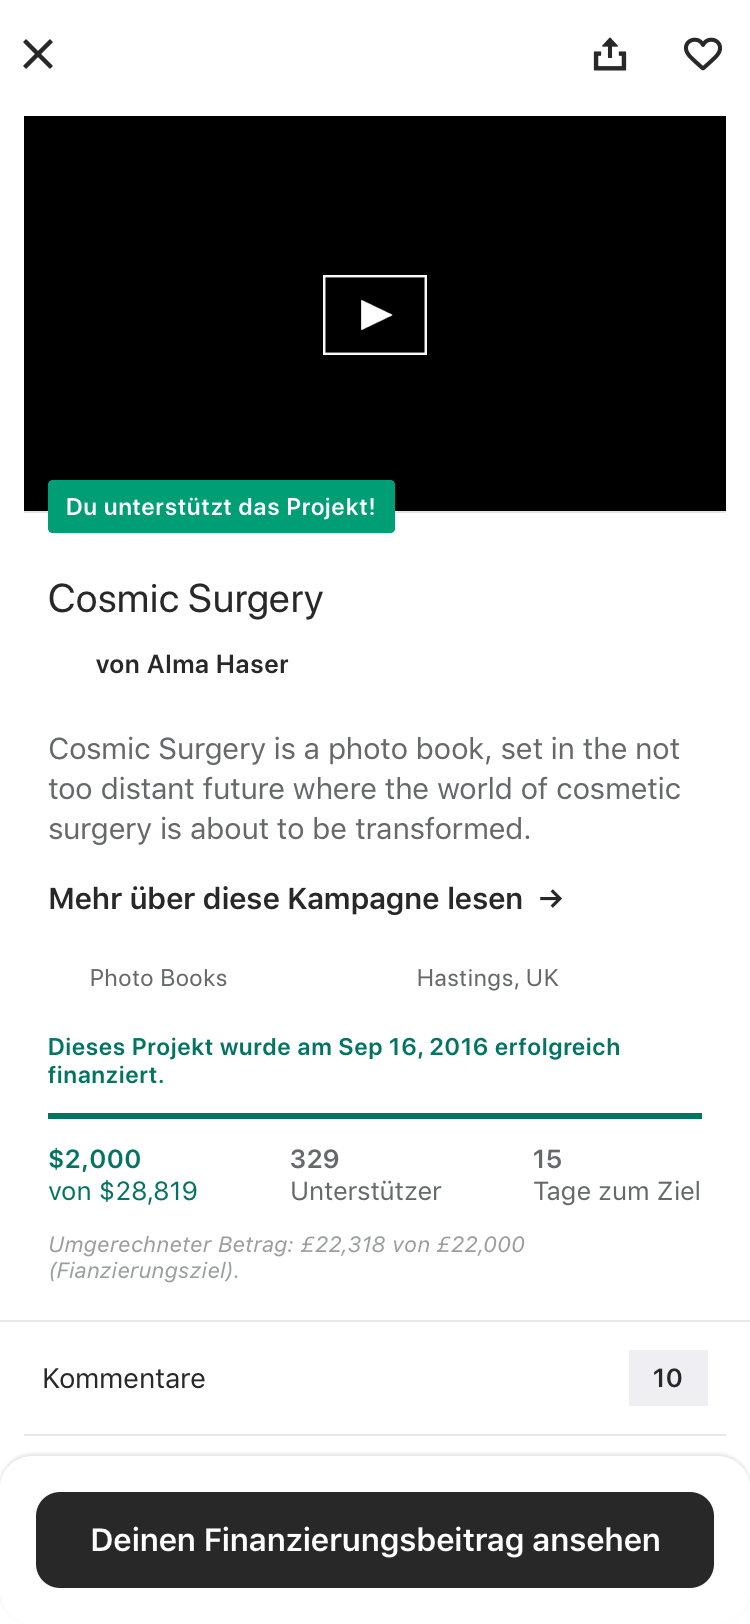 Du unterstützt das Projekt!
Cosmic Surgery
von Alma Haser
Cosmic Surgery is a photo book, set in the not
too distant future where the world of cosmetic
surgery is about to be transformed.
Mehr über diese Kampagne lesen →
Photo Books
Hastings, UK
Dieses Projekt wurde am Sep 16, 2016 erfolgreich
finanziert.
$2,000 329 15
von $28,819 Unterstützer Tage zum Ziel
Umgerechneter Betrag: £22,318 von £22,000
(Fianzierungsziel).
Kommentare 10
Deinen Finanzierungsbeitrag ansehen